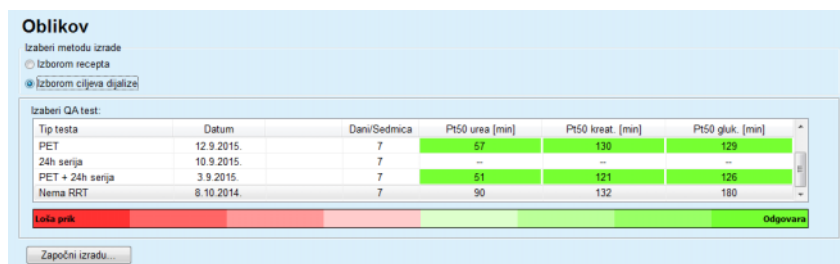 Oblikov
Izaberi metodu izrade
Izborom recepta
Izborom ciljeva dijalize
Izaberi QA test:
Tip testa Datum Dani/Sedmica Pt50 urea [min] Pt50 kreat. [min] Pt50 gluk. [min]
PET 12.9.2015. 7 57 130 129
24h serija 10.9.2015. 7 -- -- --
PET + 24h serija 3.9.2015. 7 51 121 126
Nema RRT 8.10.2014. 7 90 132 180
Loša prik Odgovara
Započni izradu...